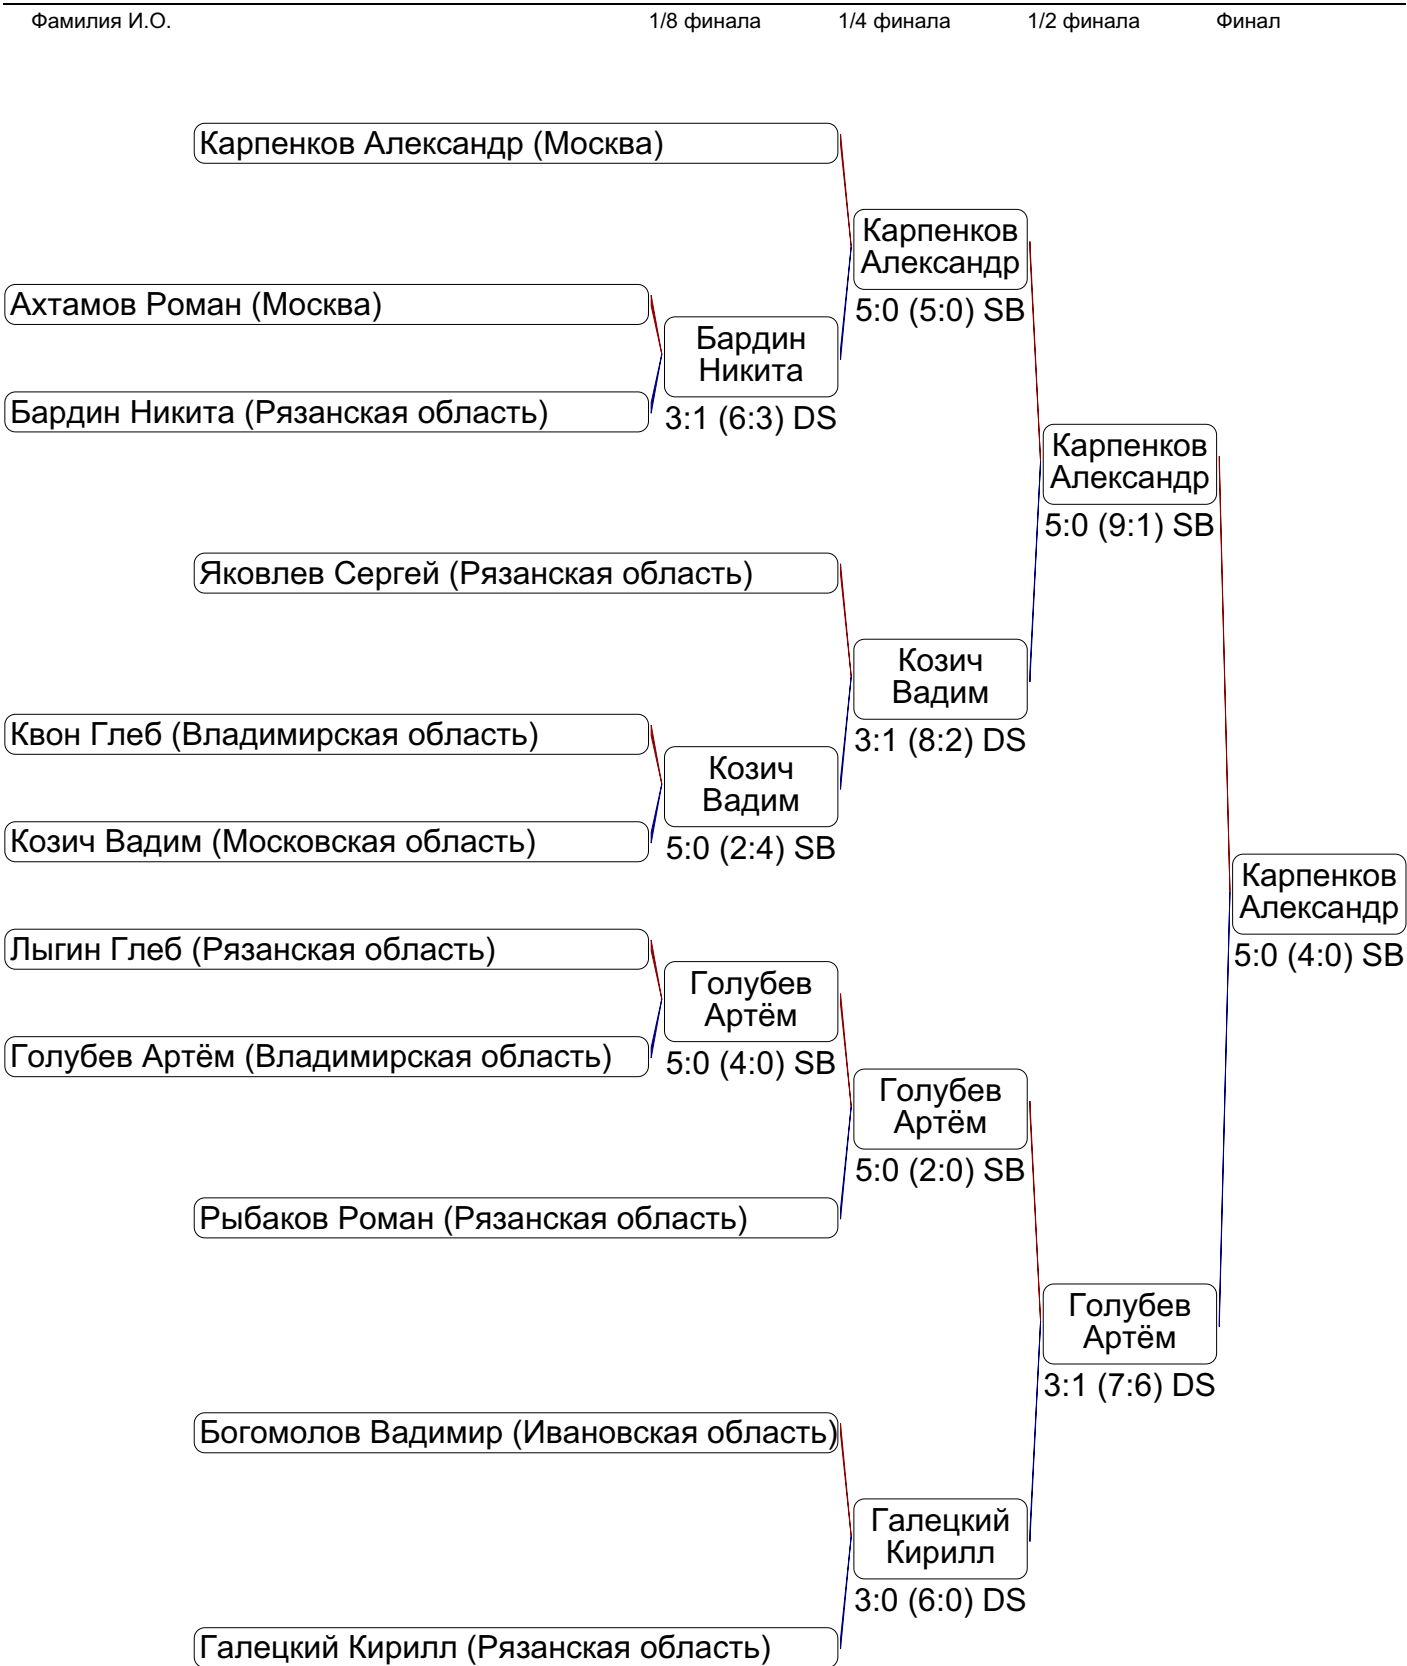 Фамилия И.О.
1/8 финала
1/4 финала
1/2 финала
Финал
Карпенков Александр (Москва)
Карпенков
Александр
5:0 (5:0) SB
Ахтамов Роман (Москва)
Бардин
Никита
3:1 (6:3) DS
Бардин Никита (Рязанская область)
Карпенков
Александр
5:0 (9:1) SB
Яковлев Сергей (Рязанская область)
Козич
Вадим
3:1 (8:2) DS
Квон Глеб (Владимирская область)
Козич
Вадим
5:0 (2:4) SB
Козич Вадим (Московская область)
Карпенков
Александр
5:0 (4:0) SB
Лыгин Глеб (Рязанская область)
Голубев
Артём
5:0 (4:0) SB
Голубев Артём (Владимирская область)
Голубев
Артём
5:0 (2:0) SB
Рыбаков Роман (Рязанская область)
Голубев
Артём
3:1 (7:6) DS
Богомолов Вадимир (Ивановская область)
Галецкий
Кирилл
3:0 (6:0) DS
Галецкий Кирилл (Рязанская область)